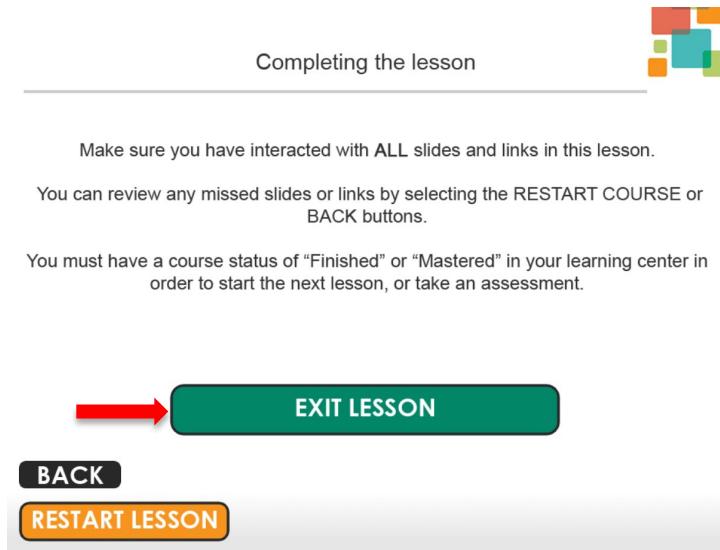 Completing the lesson
Make sure you have interacted with ALL slides and links in this lesson.
You can review any missed slides or links by selecting the RESTART COURSE or
BACK buttons.
You must have a course status of “Finished” or “Mastered” in your learning center in
order to start the next lesson, or take an assessment.
EXIT LESSON
BACK
RESTART LESSON